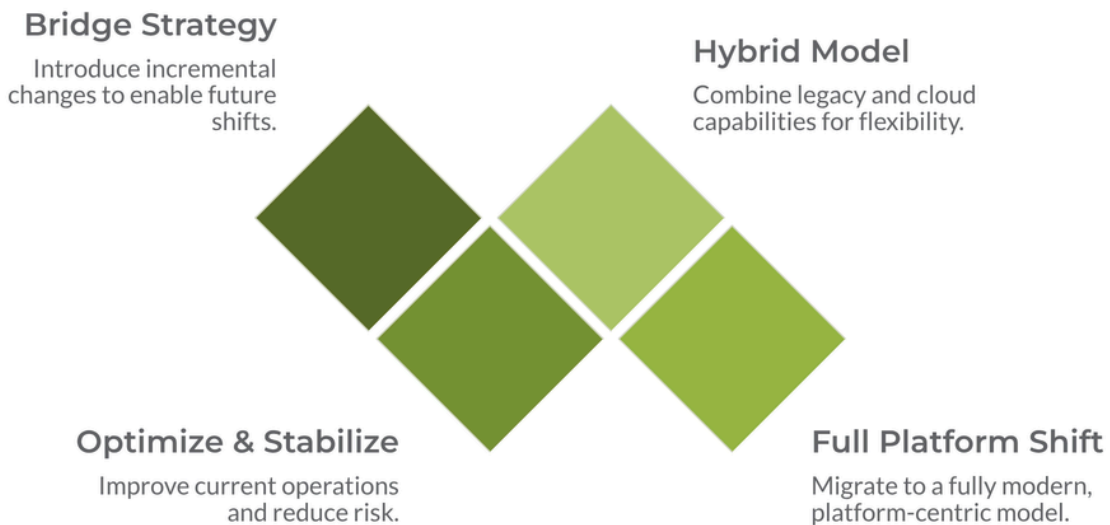 Bridge Strategy
Introduce incremental
changes to enable future
shifts.
Hybrid Model
Combine legacy and cloud
capabilities for flexibility.
Optimize & Stabilize
Improve current operations
and reduce risk.
Full Platform Shift
Migrate to a fully modern,
platform-centric model.